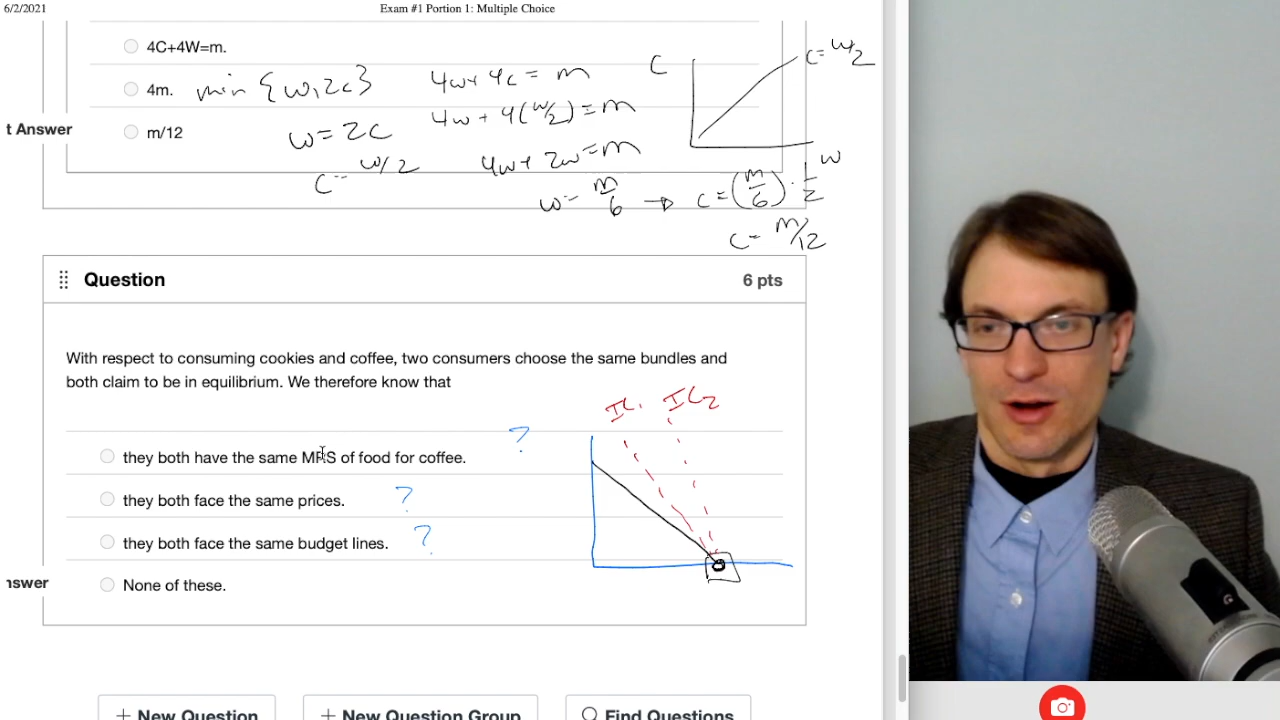 6/2/2021 Exam #1 Portion 1: Multiple Choice
4C+4W=m.
4m.
min {w,2c}
t Answer
m/12
w=2c
c=w/2
4w+4c=m
4w+4(w/2)=m
4w+2w=m
w=m/6 → c=(m/6)·1/2
c=m/12
C
c=w/2
w
Question 6 pts
With respect to consuming cookies and coffee, two consumers choose the same bundles and
both claim to be in equilibrium. We therefore know that
IC1 IC2
they both have the same MRS of food for coffee. ?
they both face the same prices. ?
they both face the same budget lines. ?
nswer
None of these.
+ New Question + New Question Group Find Questions